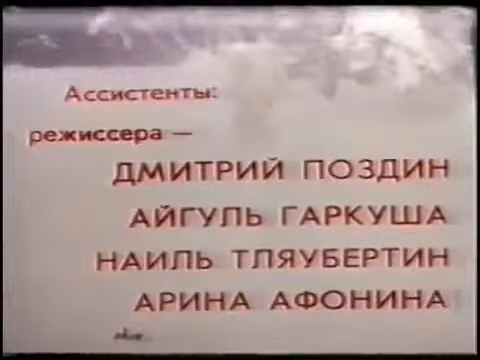 Ассистенты:
режиссера —
ДМИТРИЙ ПОЗДИН
АЙГУЛЬ ГАРКУША
НАИЛЬ ТЛЯУБЕРТИН
АРИНА АФОНИНА